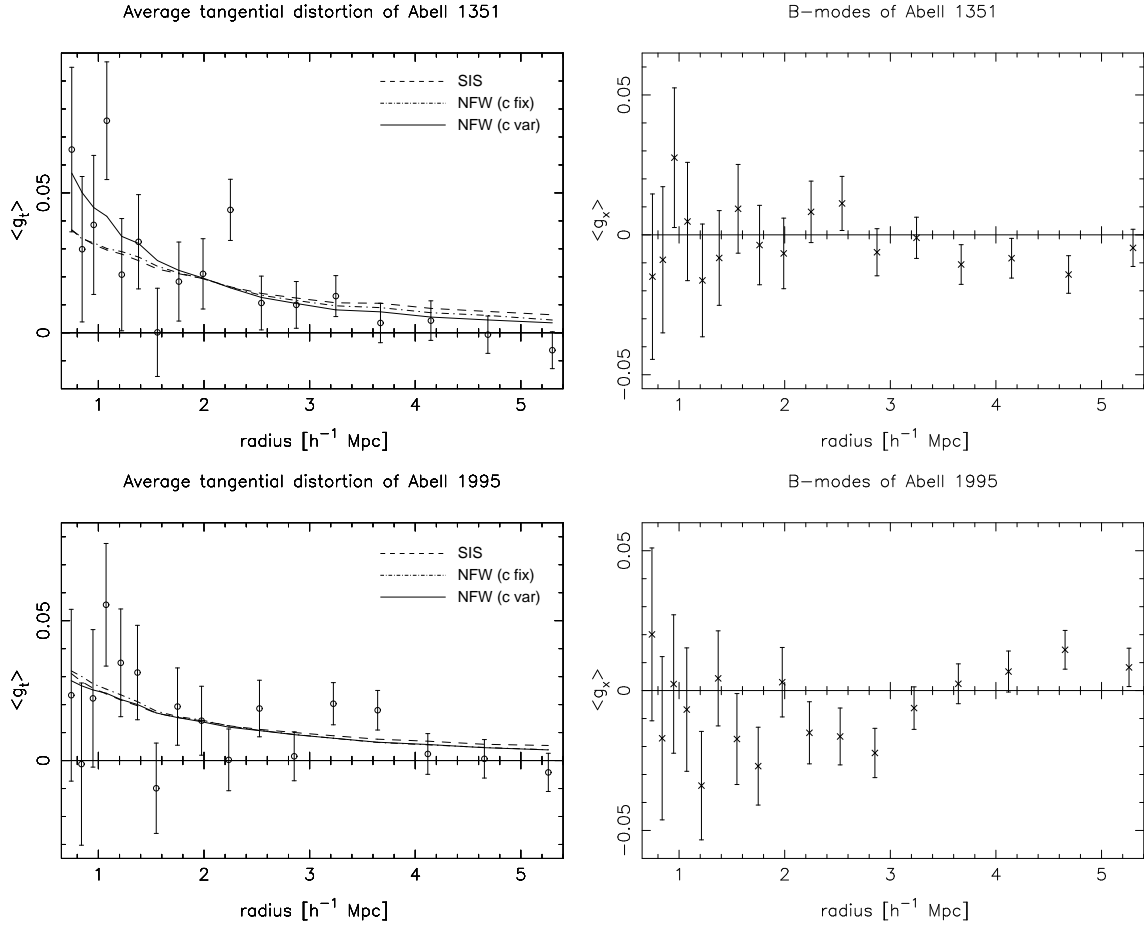 Average tangential distortion of Abell 1351
SIS
NFW (c fix)
NFW (c var)
0.05
0
<g_t>
1 2 3 4 5
radius [h⁻¹ Mpc]
B−modes of Abell 1351
0.05
0
−0.05
<g_x>
1 2 3 4 5
radius [h⁻¹ Mpc]
Average tangential distortion of Abell 1995
SIS
NFW (c fix)
NFW (c var)
0.05
0
<g_t>
1 2 3 4 5
radius [h⁻¹ Mpc]
B−modes of Abell 1995
0.05
0
−0.05
<g_x>
1 2 3 4 5
radius [h⁻¹ Mpc]